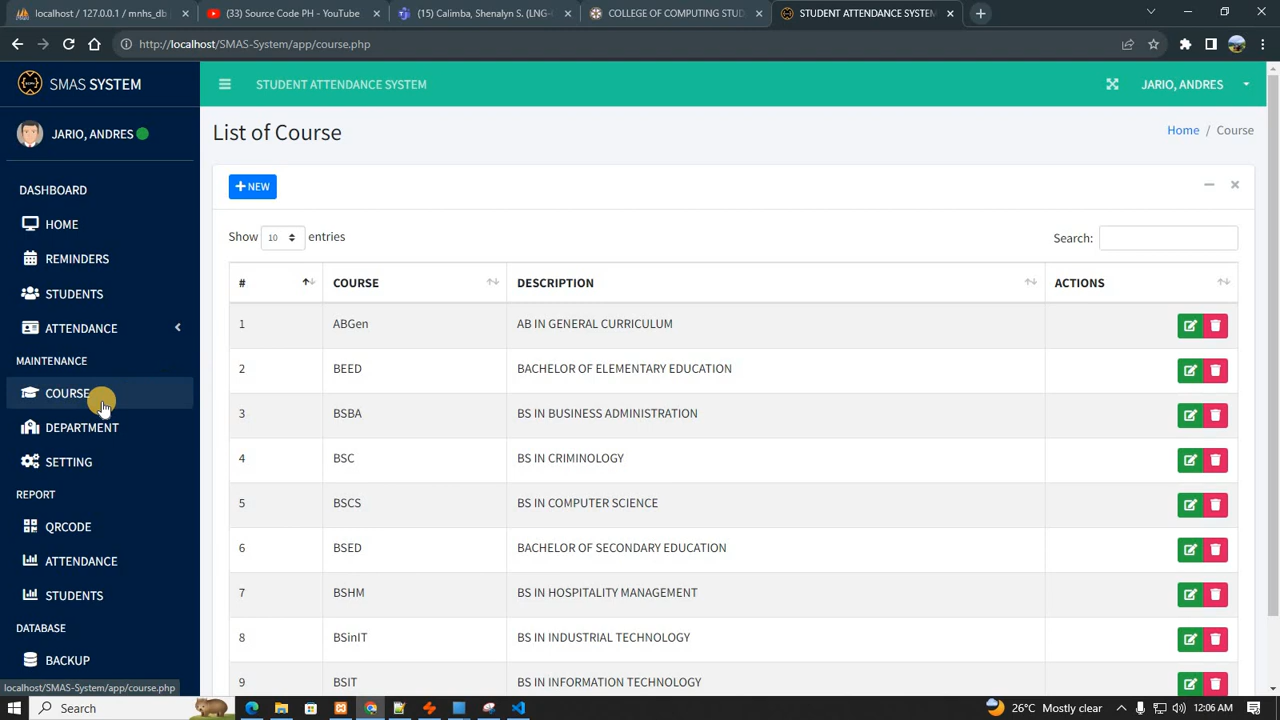 localhost / 127.0.0.1 / mnhs_db
(33) Source Code PH - YouTube
(15) Calimba, Shenalyn S. (LNG-
COLLEGE OF COMPUTING STUD
STUDENT ATTENDANCE SYSTEM
http://localhost/SMAS-System/app/course.php
SMAS SYSTEM
STUDENT ATTENDANCE SYSTEM
JARIO, ANDRES
JARIO, ANDRES
DASHBOARD
HOME
REMINDERS
STUDENTS
ATTENDANCE
MAINTENANCE
COURSE
DEPARTMENT
SETTING
REPORT
QRCODE
ATTENDANCE
STUDENTS
DATABASE
BACKUP
localhost/SMAS-System/app/course.php
List of Course
Home / Course
NEW
Show 10 entries
Search:
# COURSE DESCRIPTION ACTIONS
1 ABGen AB IN GENERAL CURRICULUM
2 BEED BACHELOR OF ELEMENTARY EDUCATION
3 BSBA BS IN BUSINESS ADMINISTRATION
4 BSC BS IN CRIMINOLOGY
5 BSCS BS IN COMPUTER SCIENCE
6 BSED BACHELOR OF SECONDARY EDUCATION
7 BSHM BS IN HOSPITALITY MANAGEMENT
8 BSinIT BS IN INDUSTRIAL TECHNOLOGY
9 BSIT BS IN INFORMATION TECHNOLOGY
Search
26°C Mostly clear
12:06 AM